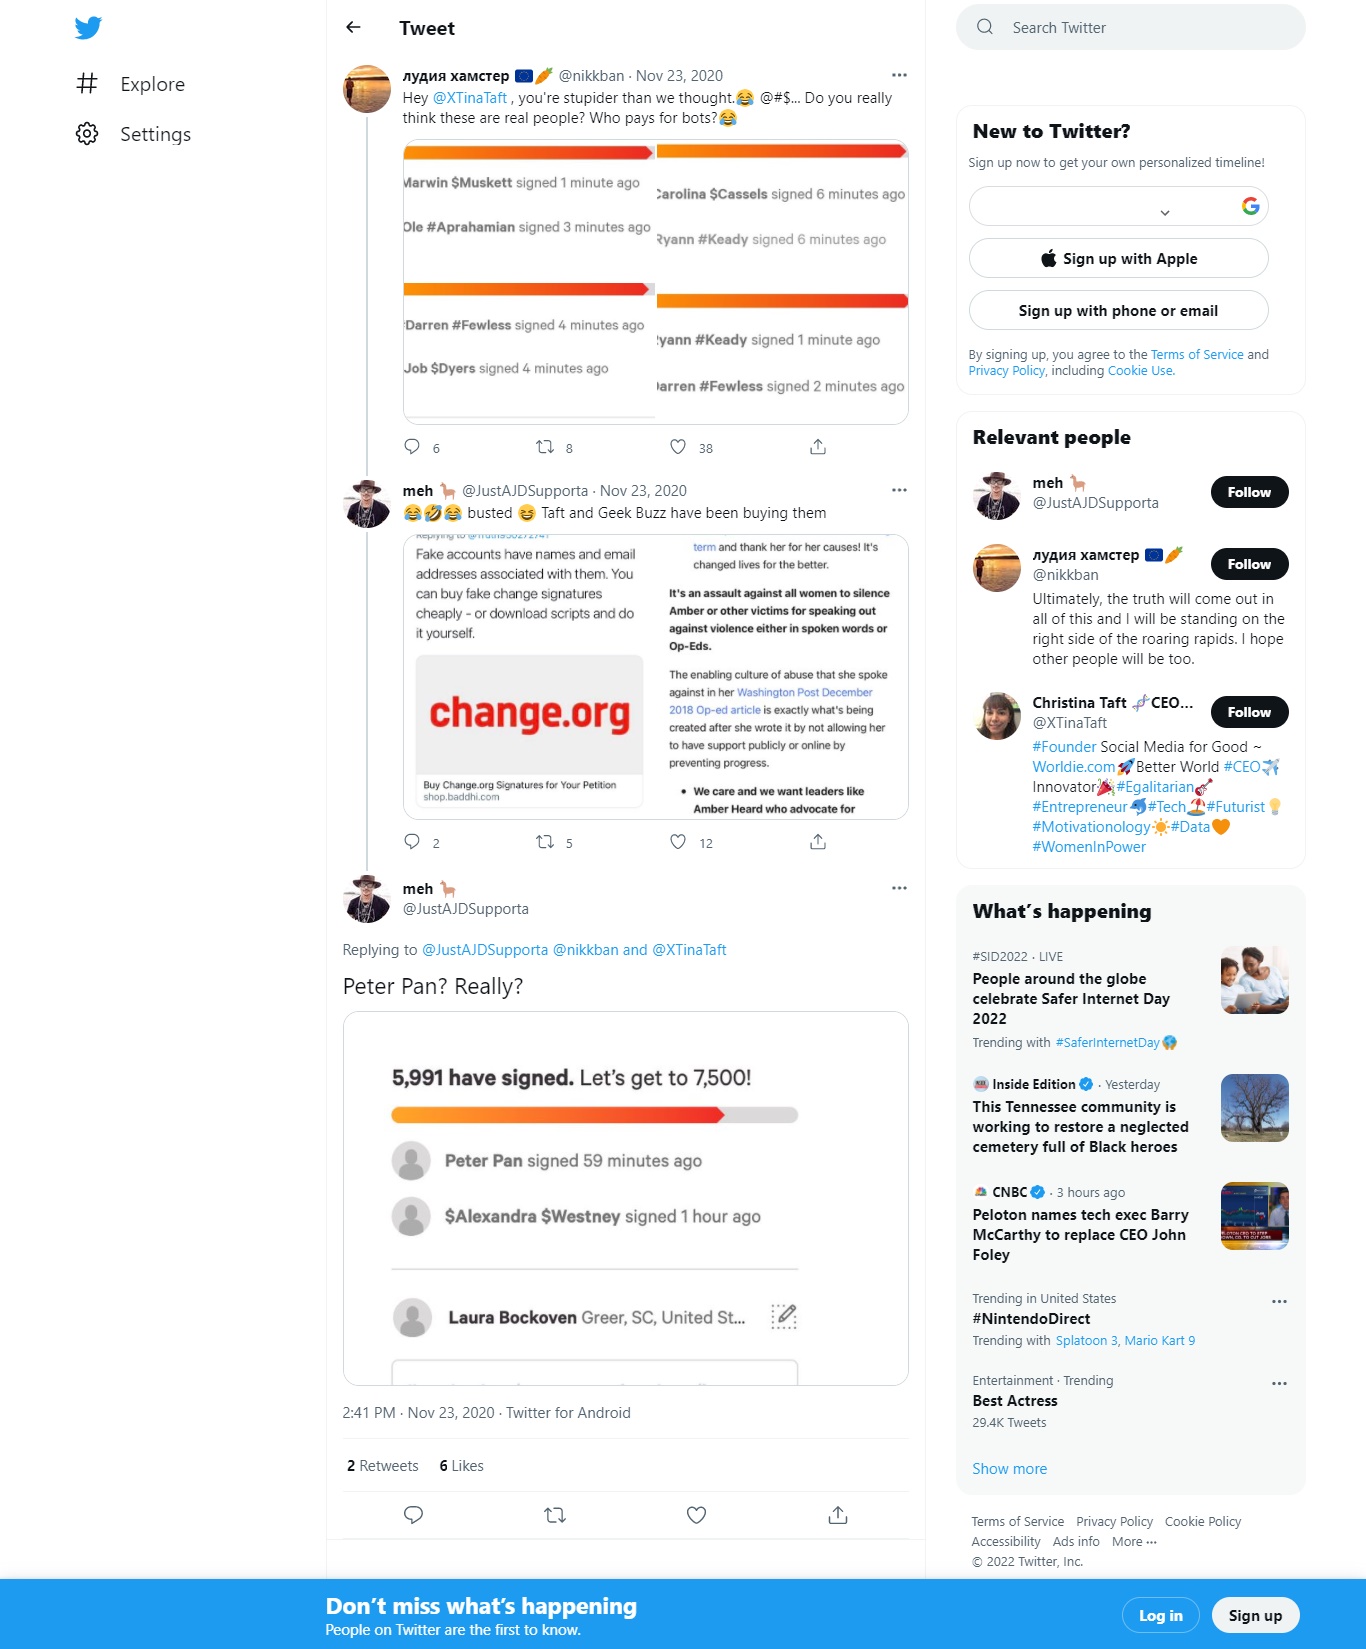 Tweet
Search Twitter
Explore
Settings
лудия хамстер 🇪🇺🥕 @nikkban · Nov 23, 2020
Hey @XTinaTaft , you're stupider than we thought.😂 @#$... Do you really
think these are real people? Who pays for bots?😂
Marwin $Muskett signed 1 minute ago
Ole #Aprahamian signed 3 minutes ago
Carolina $Cassels signed 6 minutes ago
Ryann #Keady signed 6 minutes ago
Darren #Fewless signed 4 minutes ago
Job $Dyers signed 4 minutes ago
yann #Keady signed 1 minute ago
arren #Fewless signed 2 minutes ago
6 8 38
meh 🦙 @JustAJDSupporta · Nov 23, 2020
😂🤣😂 busted 😆 Taft and Geek Buzz have been buying them
Replying to
Fake accounts have names and email
addresses associated with them. You
can buy fake change signatures
cheaply - or download scripts and do
it yourself.
change.org
Buy Change.org Signatures for Your Petition
shop.baddhi.com
term and thank her for her causes! It's
changed lives for the better.
It's an assault against all women to silence
Amber or other victims for speaking out
against violence either in spoken words or
Op-Eds.
The enabling culture of abuse that she spoke
against in her Washington Post December
2018 Op-ed article is exactly what's being
created after she wrote it by not allowing her
to have support publicly or online by
preventing progress.
• We care and we want leaders like
Amber Heard who advocate for
2 5 12
meh 🦙
@JustAJDSupporta
Replying to @JustAJDSupporta @nikkban and @XTinaTaft
Peter Pan? Really?
5,991 have signed. Let's get to 7,500!
Peter Pan signed 59 minutes ago
$Alexandra $Westney signed 1 hour ago
Laura Bockoven Greer, SC, United St...
2:41 PM · Nov 23, 2020 · Twitter for Android
2 Retweets 6 Likes
New to Twitter?
Sign up now to get your own personalized timeline!
Sign up with Apple
Sign up with phone or email
By signing up, you agree to the Terms of Service and
Privacy Policy, including Cookie Use.
Relevant people
meh 🦙
@JustAJDSupporta
Follow
лудия хамстер 🇪🇺🥕
@nikkban
Follow
Ultimately, the truth will come out in
all of this and I will be standing on the
right side of the roaring rapids. I hope
other people will be too.
Christina Taft 🧬CEO...
@XTinaTaft
Follow
#Founder Social Media for Good ~
Worldie.com🚀Better World #CEO✈️
Innovator🎉#Egalitarian🎸
#Entrepreneur🐬#Tech🏖️#Futurist💡
#Motivationology☀️#Data🧡
#WomenInPower
What's happening
#SID2022 · LIVE
People around the globe
celebrate Safer Internet Day
2022
Trending with #SaferInternetDay
Inside Edition · Yesterday
This Tennessee community is
working to restore a neglected
cemetery full of Black heroes
CNBC · 3 hours ago
Peloton names tech exec Barry
McCarthy to replace CEO John
Foley
Trending in United States
#NintendoDirect
Trending with Splatoon 3, Mario Kart 9
Entertainment · Trending
Best Actress
29.4K Tweets
Show more
Terms of Service Privacy Policy Cookie Policy
Accessibility Ads info More ···
© 2022 Twitter, Inc.
Don't miss what's happening
People on Twitter are the first to know.
Log in
Sign up